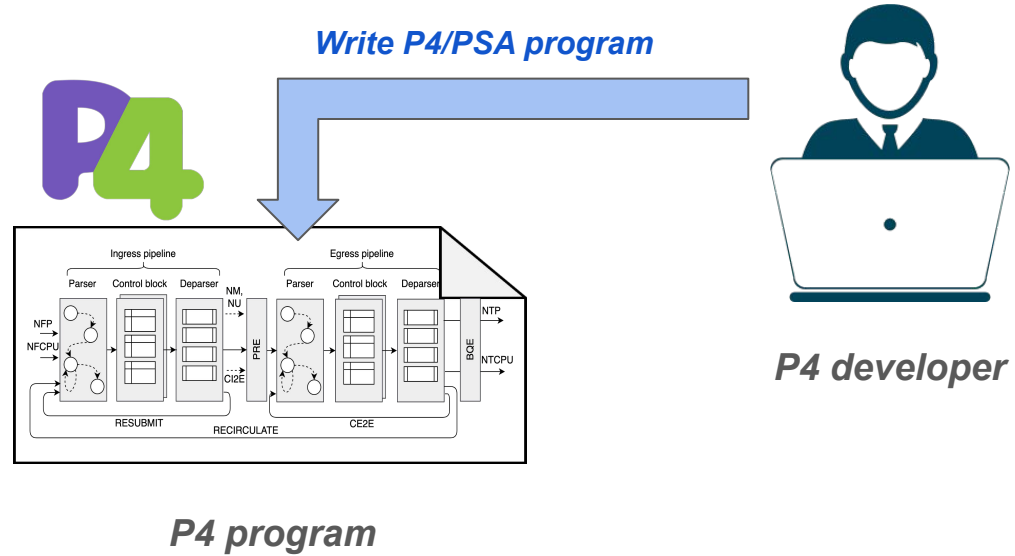 Write P4/PSA program
P4
Ingress pipeline
Egress pipeline
Parser
Control block
Deparser
NM,
NU
Parser
Control block
Deparser
NFP
NFCPU
CI2E
PRE
BQE
NTP
NTCPU
RESUBMIT
RECIRCULATE
CE2E
P4 developer
P4 program